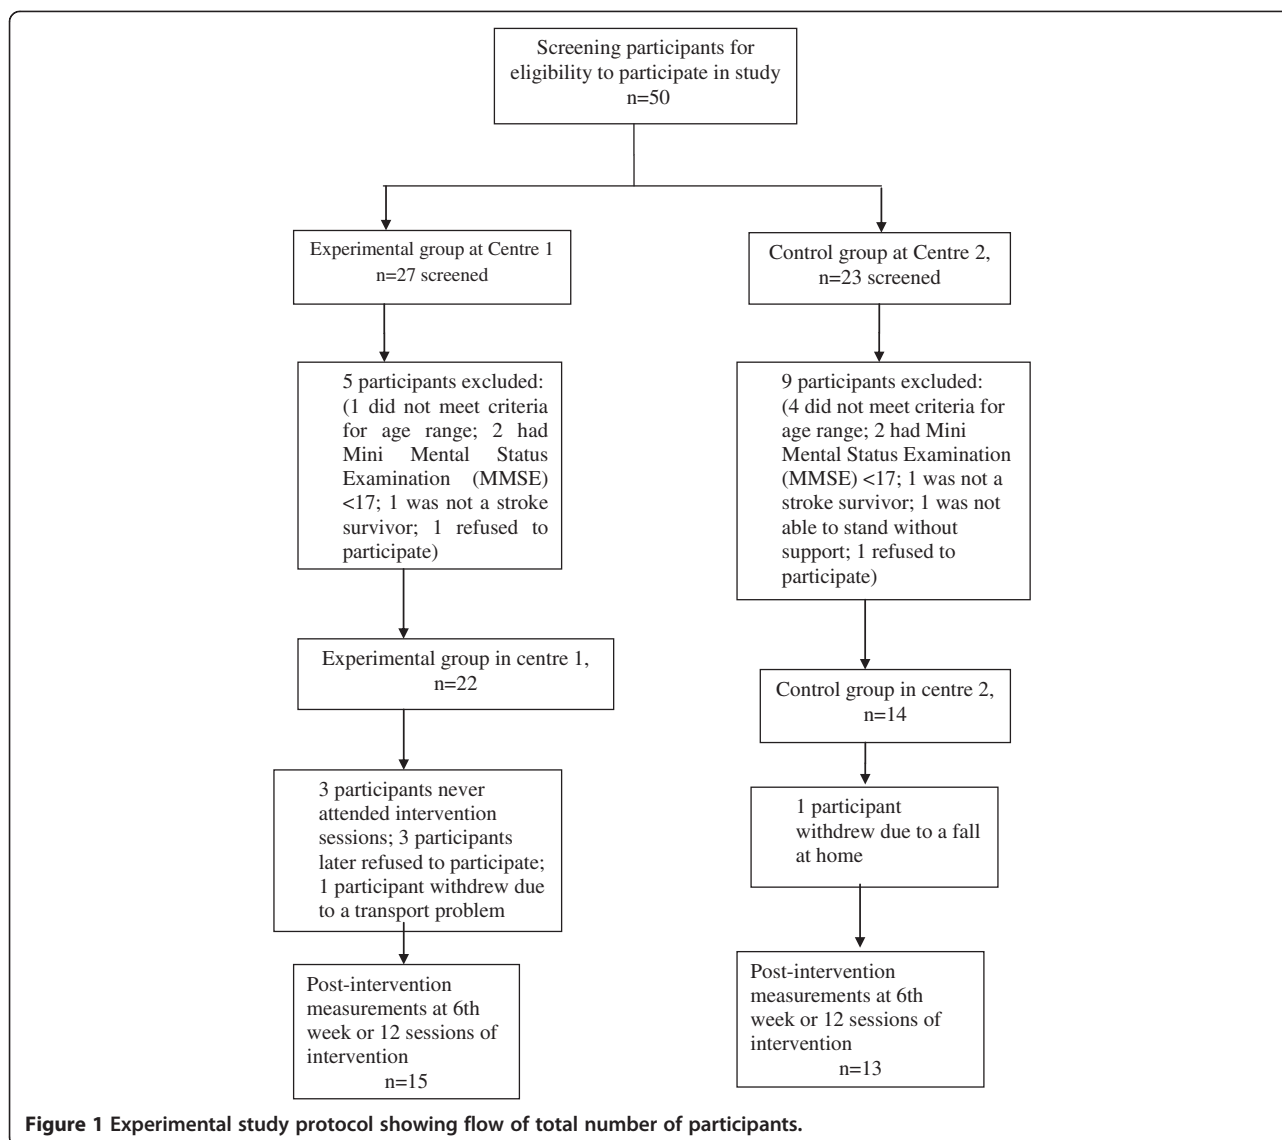 Screening participants for
eligibility to participate in study
n=50
Experimental group at Centre 1
n=27 screened
Control group at Centre 2,
n=23 screened
5 participants excluded:
(1 did not meet criteria
for age range; 2 had
Mini Mental Status
Examination (MMSE)
<17; 1 was not a stroke
survivor; 1 refused to
participate)
9 participants excluded:
(4 did not meet criteria for
age range; 2 had Mini
Mental Status Examination
(MMSE) <17; 1 was not a
stroke survivor; 1 was not
able to stand without
support; 1 refused to
participate)
Experimental group in centre 1,
n=22
Control group in centre 2,
n=14
3 participants never
attended intervention
sessions; 3 participants
later refused to participate;
1 participant withdrew due
to a transport problem
1 participant
withdrew due to a fall
at home
Post-intervention
measurements at 6th
week or 12 sessions of
intervention
n=15
Post-intervention
measurements at 6th
week or 12 sessions of
intervention
n=13
Figure 1 Experimental study protocol showing flow of total number of participants.